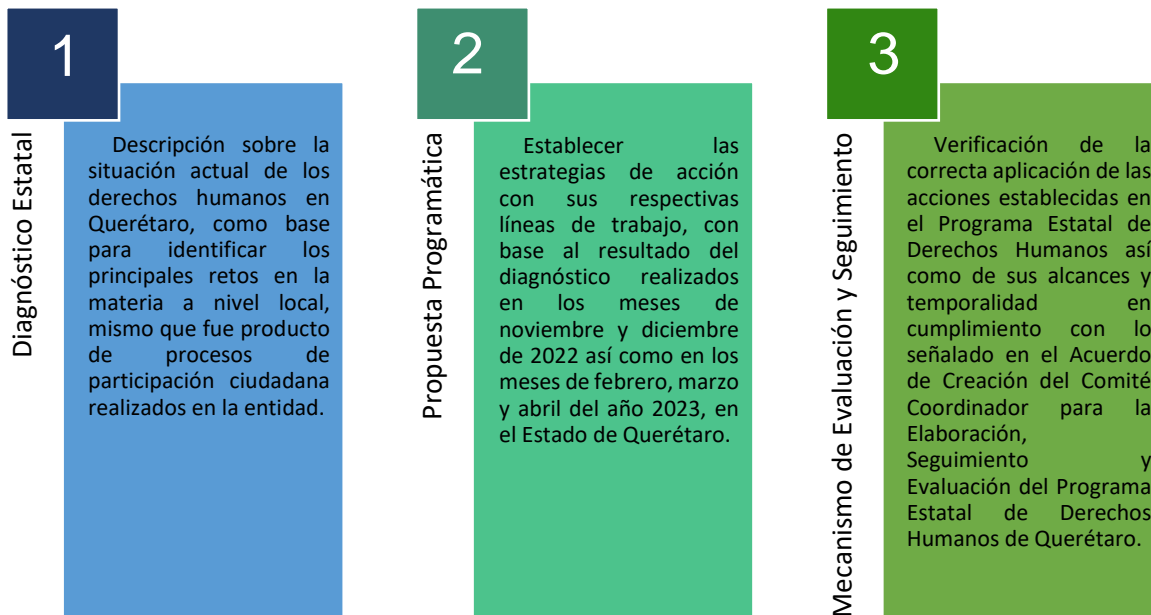 1
Diagnóstico Estatal
Descripción sobre la
situación actual de los
derechos humanos en
Querétaro, como base
para identificar los
principales retos en la
materia a nivel local,
mismo que fue producto
de procesos de
participación ciudadana
realizados en la entidad.
2
Propuesta Programática
Establecer las
estrategias de acción
con sus respectivas
líneas de trabajo, con
base al resultado del
diagnóstico realizados
en los meses de
noviembre y diciembre
de 2022 así como en los
meses de febrero, marzo
y abril del año 2023, en
el Estado de Querétaro.
3
Mecanismo de Evaluación y Seguimiento
Verificación de la
correcta aplicación de las
acciones establecidas en
el Programa Estatal de
Derechos Humanos así
como de sus alcances y
temporalidad en
cumplimiento con lo
señalado en el Acuerdo
de Creación del Comité
Coordinador para la
Elaboración,
Seguimiento y
Evaluación del Programa
Estatal de Derechos
Humanos de Querétaro.